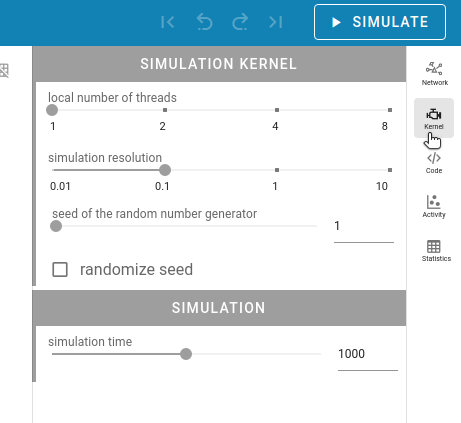 SIMULATE
SIMULATION KERNEL
local number of threads
1 2 4 8
simulation resolution
0.01 0.1 1 10
seed of the random number generator
1
randomize seed
SIMULATION
simulation time
1000
Network
Kernel
Code
Activity
Statistics